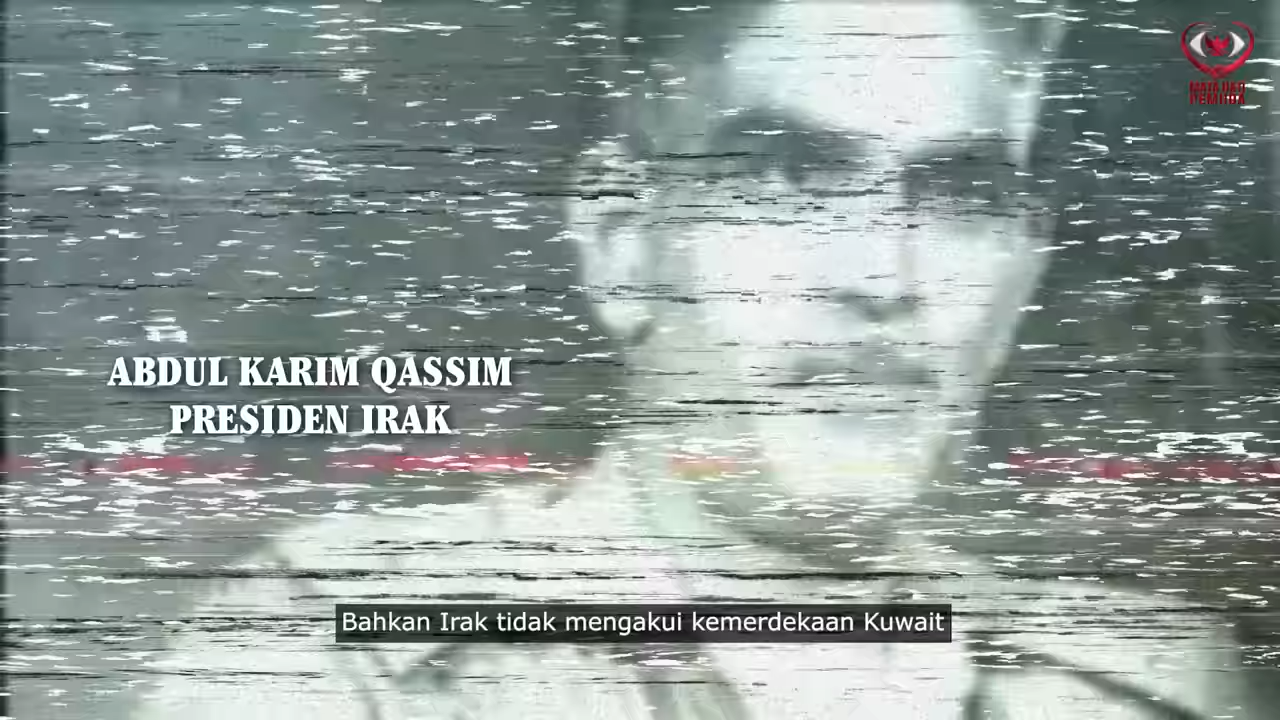 ABDUL KARIM QASSIM
PRESIDEN IRAK
Bahkan Irak tidak mengakui kemerdekaan Kuwait